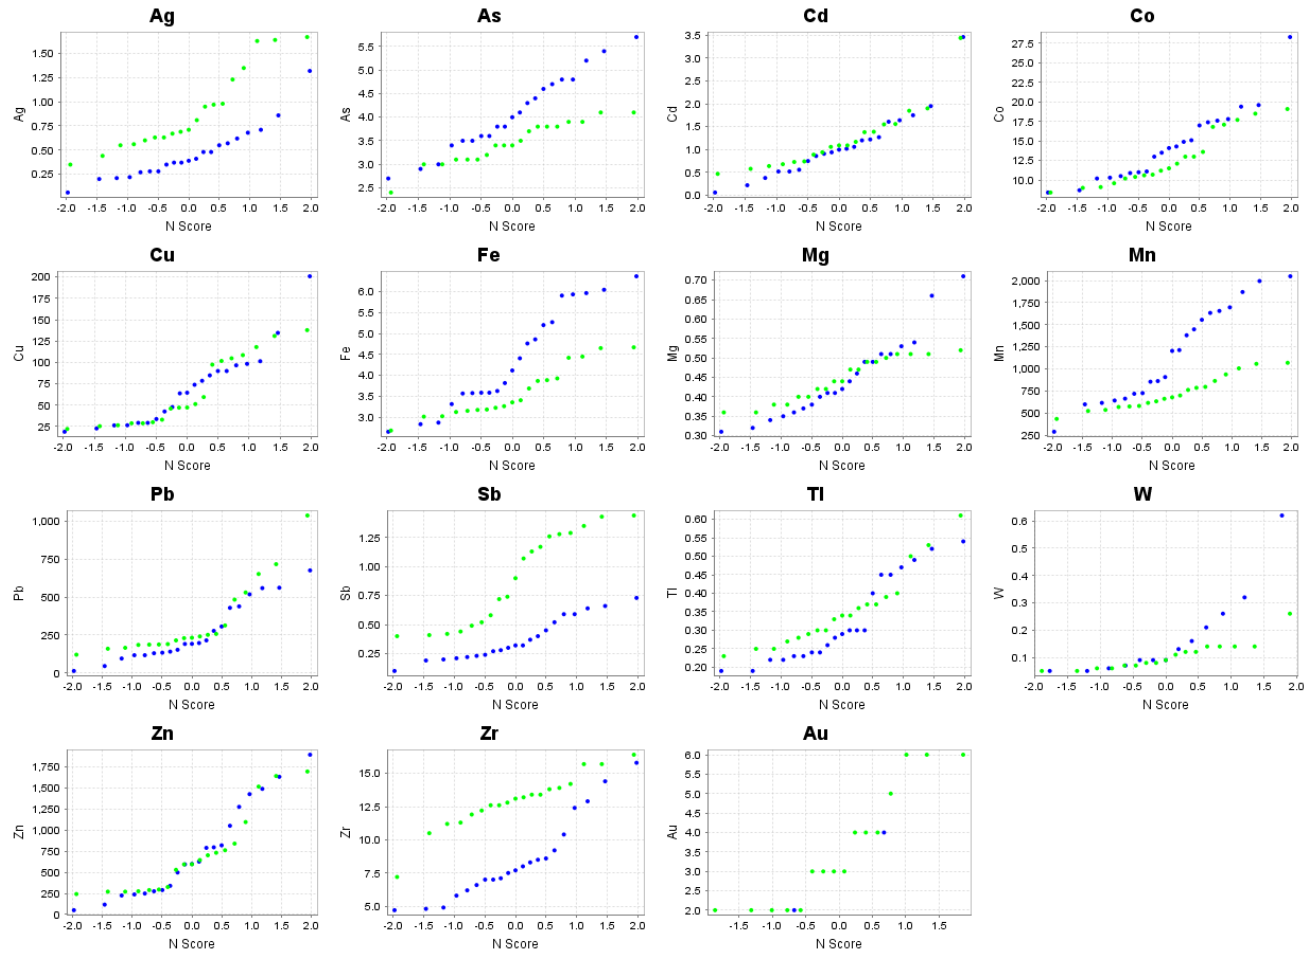 Ag
As
Cd
Co
Ag
1.50
1.25
1.00
0.75
0.50
0.25
-2.0 -1.5 -1.0 -0.5 0.0 0.5 1.0 1.5 2.0
N Score
As
5.5
5.0
4.5
4.0
3.5
3.0
2.5
-2.0 -1.5 -1.0 -0.5 0.0 0.5 1.0 1.5 2.0
N Score
Cd
3.5
3.0
2.5
2.0
1.5
1.0
0.5
0.0
-2.0 -1.5 -1.0 -0.5 0.0 0.5 1.0 1.5 2.0
N Score
Co
27.5
25.0
22.5
20.0
17.5
15.0
12.5
10.0
-2.0 -1.5 -1.0 -0.5 0.0 0.5 1.0 1.5 2.0
N Score
Cu
Fe
Mg
Mn
Cu
200
175
150
125
100
75
50
25
-2.0 -1.5 -1.0 -0.5 0.0 0.5 1.0 1.5 2.0
N Score
Fe
6.0
5.5
5.0
4.5
4.0
3.5
3.0
-2.0 -1.5 -1.0 -0.5 0.0 0.5 1.0 1.5 2.0
N Score
Mg
0.70
0.65
0.60
0.55
0.50
0.45
0.40
0.35
0.30
-2.0 -1.5 -1.0 -0.5 0.0 0.5 1.0 1.5 2.0
N Score
Mn
2,000
1,750
1,500
1,250
1,000
750
500
250
-2.0 -1.5 -1.0 -0.5 0.0 0.5 1.0 1.5 2.0
N Score
Pb
Sb
Tl
W
Pb
1,000
750
500
250
0
-2.0 -1.5 -1.0 -0.5 0.0 0.5 1.0 1.5 2.0
N Score
Sb
1.25
1.00
0.75
0.50
0.25
-2.0 -1.5 -1.0 -0.5 0.0 0.5 1.0 1.5 2.0
N Score
Tl
0.60
0.55
0.50
0.45
0.40
0.35
0.30
0.25
0.20
-2.0 -1.5 -1.0 -0.5 0.0 0.5 1.0 1.5 2.0
N Score
W
0.6
0.5
0.4
0.3
0.2
0.1
-1.5 -1.0 -0.5 0.0 0.5 1.0 1.5 2.0
N Score
Zn
Zr
Au
Zn
1,750
1,500
1,250
1,000
750
500
250
0
-2.0 -1.5 -1.0 -0.5 0.0 0.5 1.0 1.5 2.0
N Score
Zr
15.0
12.5
10.0
7.5
5.0
-2.0 -1.5 -1.0 -0.5 0.0 0.5 1.0 1.5 2.0
N Score
Au
6.0
5.5
5.0
4.5
4.0
3.5
3.0
2.5
2.0
-1.5 -1.0 -0.5 0.0 0.5 1.0 1.5
N Score